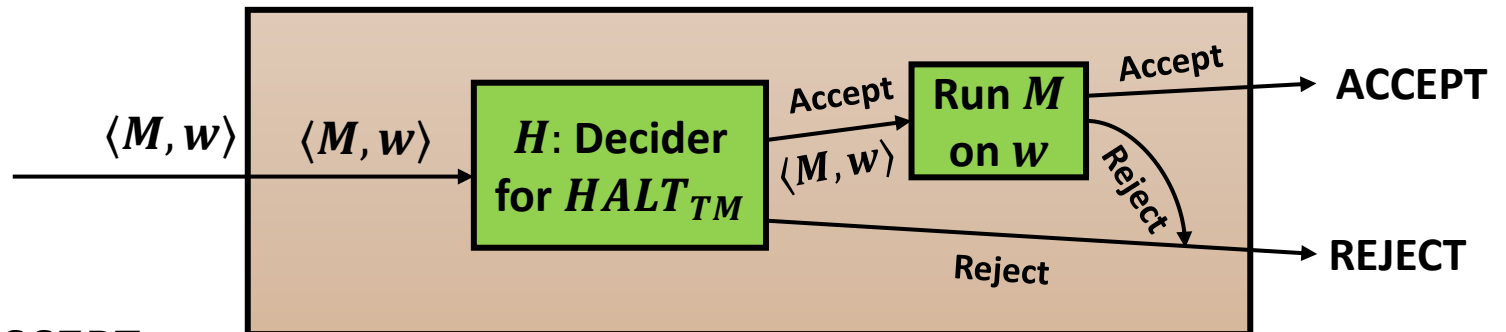 ⟨M, w⟩
⟨M, w⟩
H: Decider
for HALT_TM
Accept
⟨M, w⟩
Run M
on w
Accept
ACCEPT
Reject
Reject
REJECT